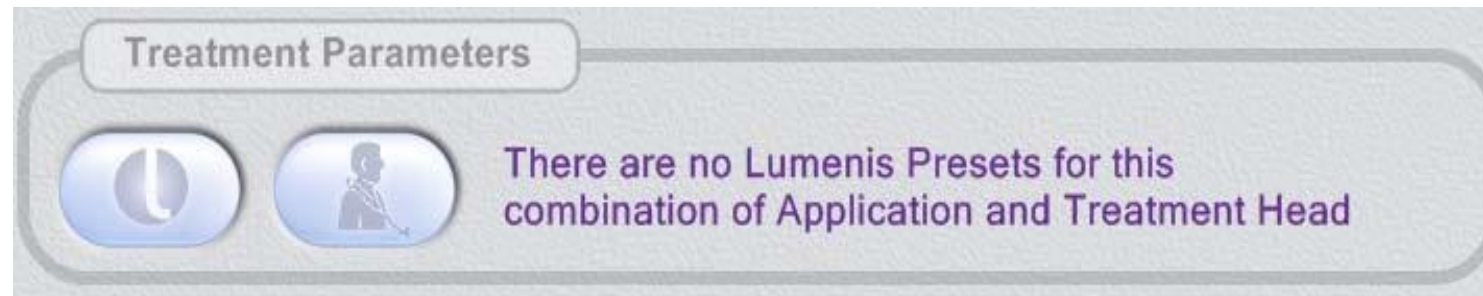 Treatment Parameters
There are no Lumenis Presets for this
combination of Application and Treatment Head